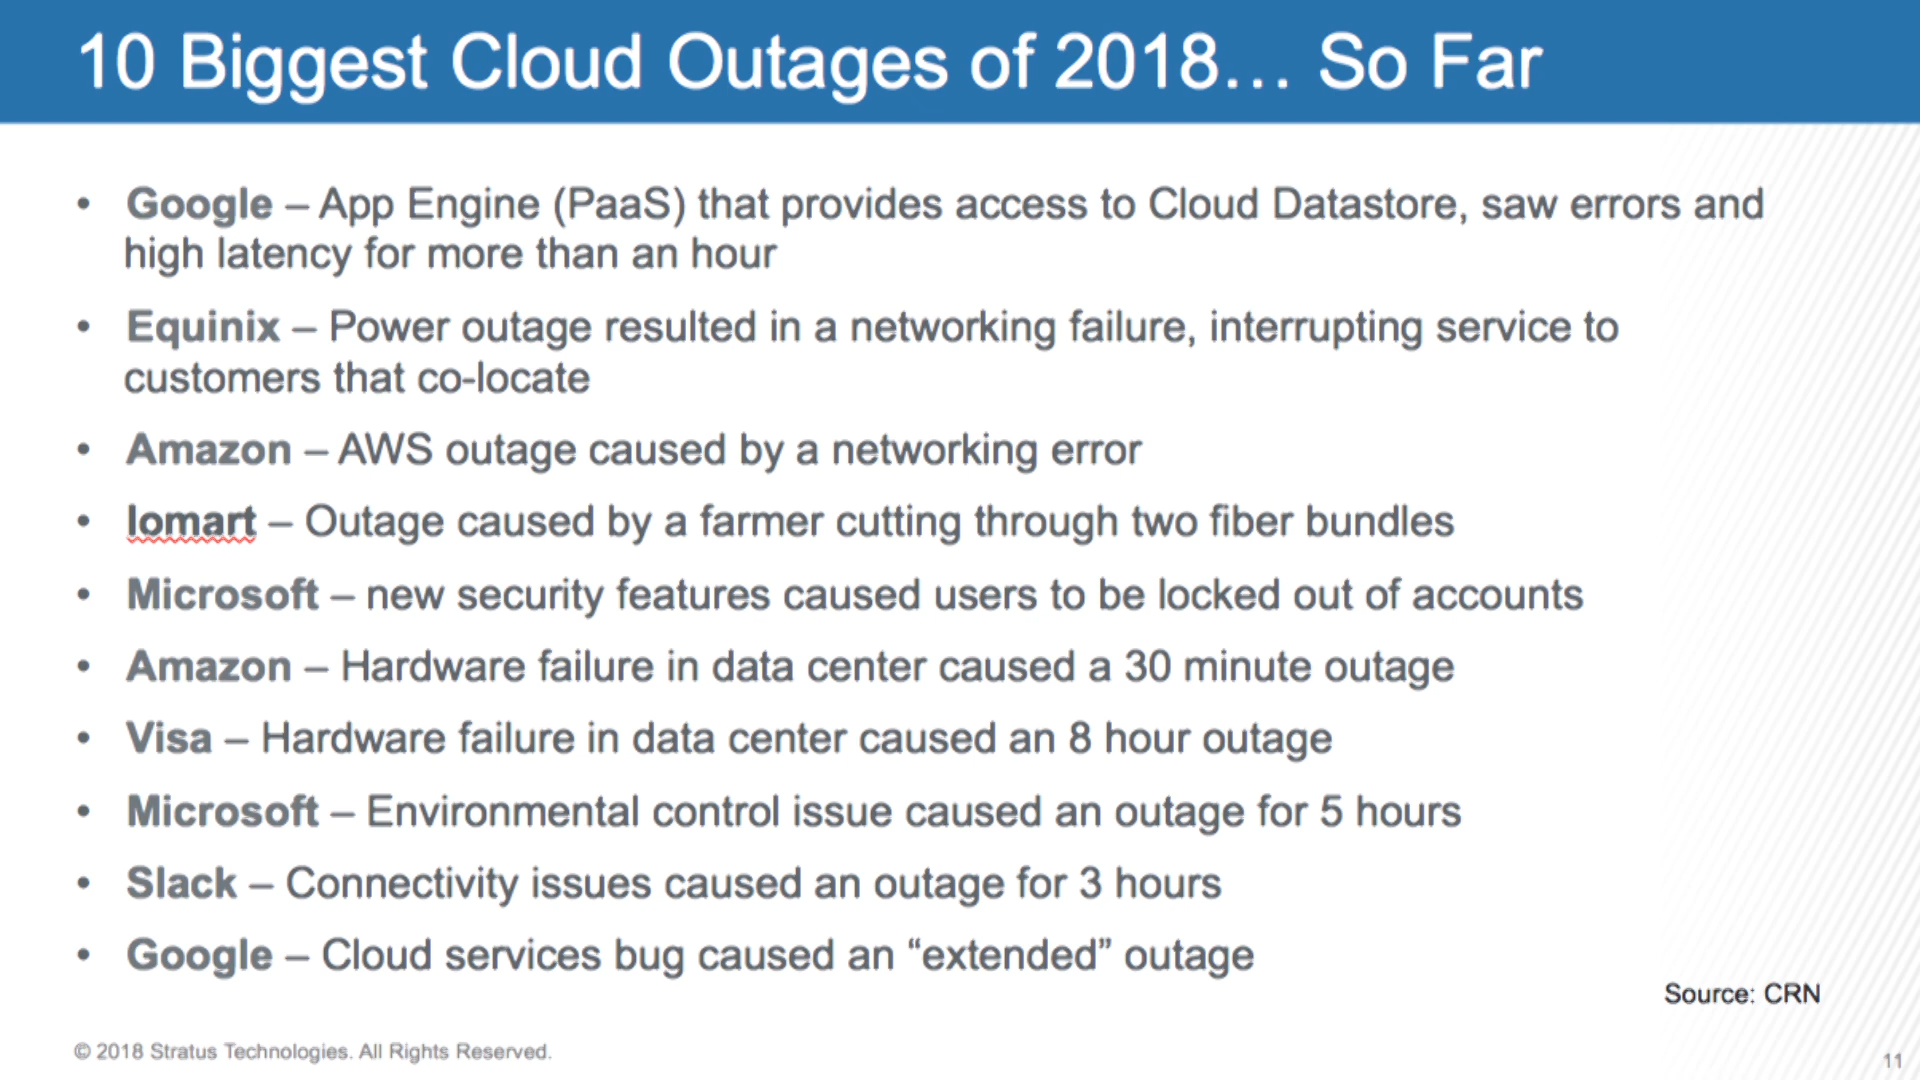 10 Biggest Cloud Outages of 2018... So Far
• Google – App Engine (PaaS) that provides access to Cloud Datastore, saw errors and
high latency for more than an hour
• Equinix – Power outage resulted in a networking failure, interrupting service to
customers that co-locate
• Amazon – AWS outage caused by a networking error
• Iomart – Outage caused by a farmer cutting through two fiber bundles
• Microsoft – new security features caused users to be locked out of accounts
• Amazon – Hardware failure in data center caused a 30 minute outage
• Visa – Hardware failure in data center caused an 8 hour outage
• Microsoft – Environmental control issue caused an outage for 5 hours
• Slack – Connectivity issues caused an outage for 3 hours
• Google – Cloud services bug caused an “extended” outage
Source: CRN
© 2018 Stratus Technologies. All Rights Reserved.
11